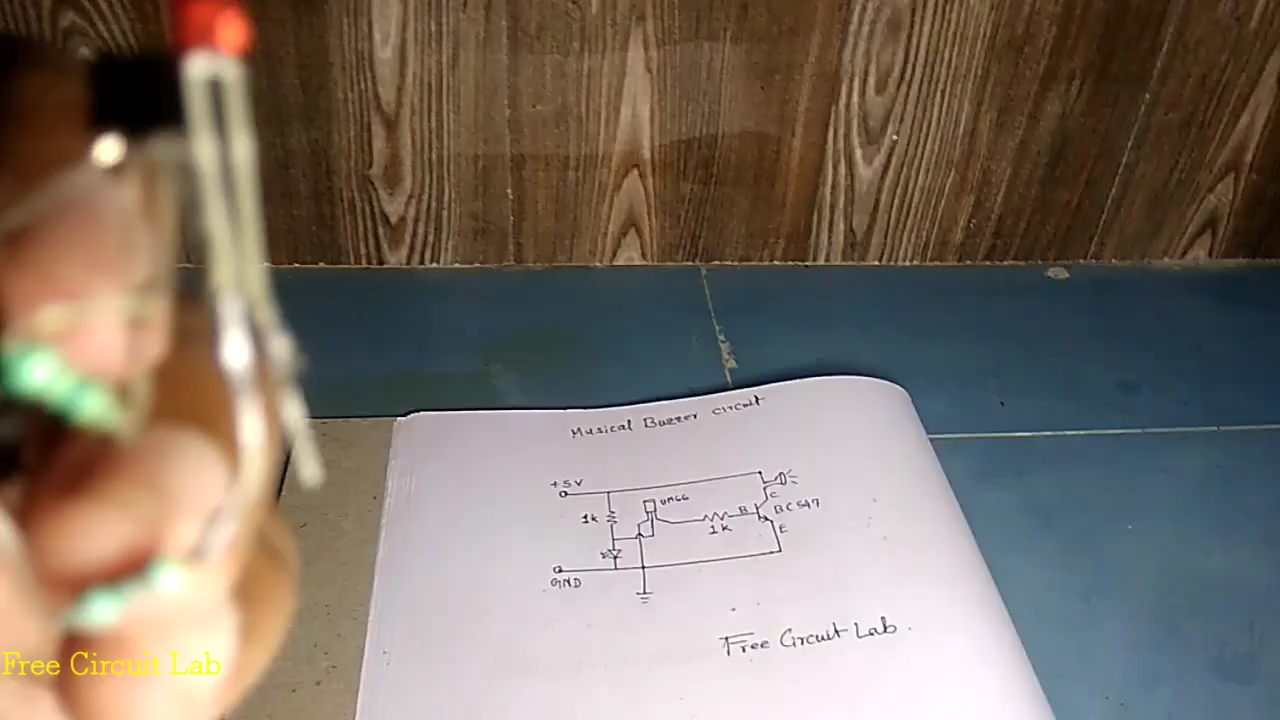 Musical Buzzer circuit
+5V
UM66
1k
C
B
BC547
1k
E
GND
Free Circuit Lab.
Free Circuit Lab